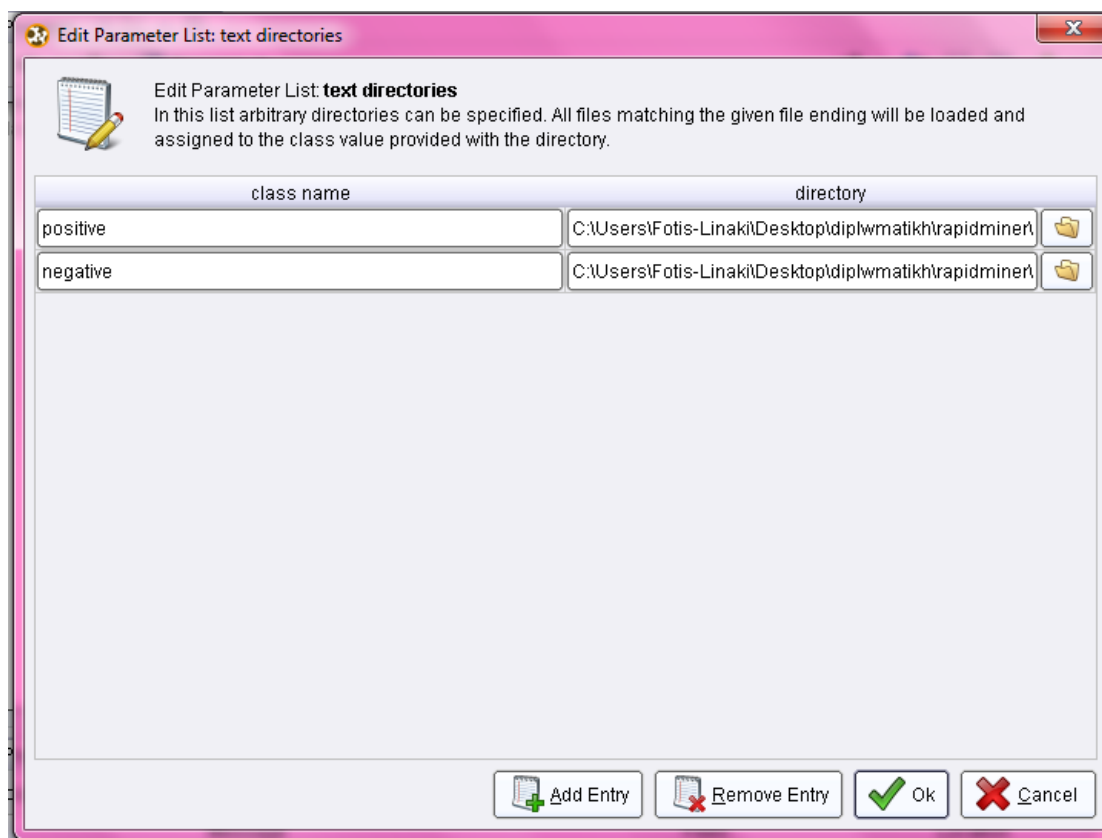 Edit Parameter List: text directories
Edit Parameter List: text directories
In this list arbitrary directories can be specified. All files matching the given file ending will be loaded and
assigned to the class value provided with the directory.
class name directory
positive C:\Users\Fotis-Linaki\Desktop\diplwmatikh\rapidminer\
negative C:\Users\Fotis-Linaki\Desktop\diplwmatikh\rapidminer\
Add Entry Remove Entry Ok Cancel